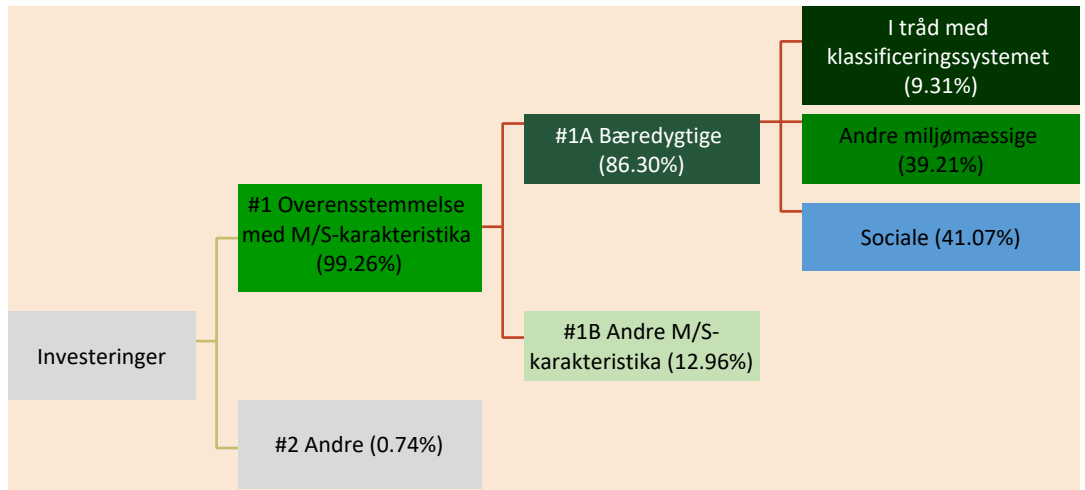 Investeringer
#1 Overensstemmelse
med M/S-karakteristika
(99.26%)
#2 Andre (0.74%)
#1A Bæredygtige
(86.30%)
#1B Andre M/S-
karakteristika (12.96%)
I tråd med
klassificeringssystemet
(9.31%)
Andre miljømæssige
(39.21%)
Sociale (41.07%)